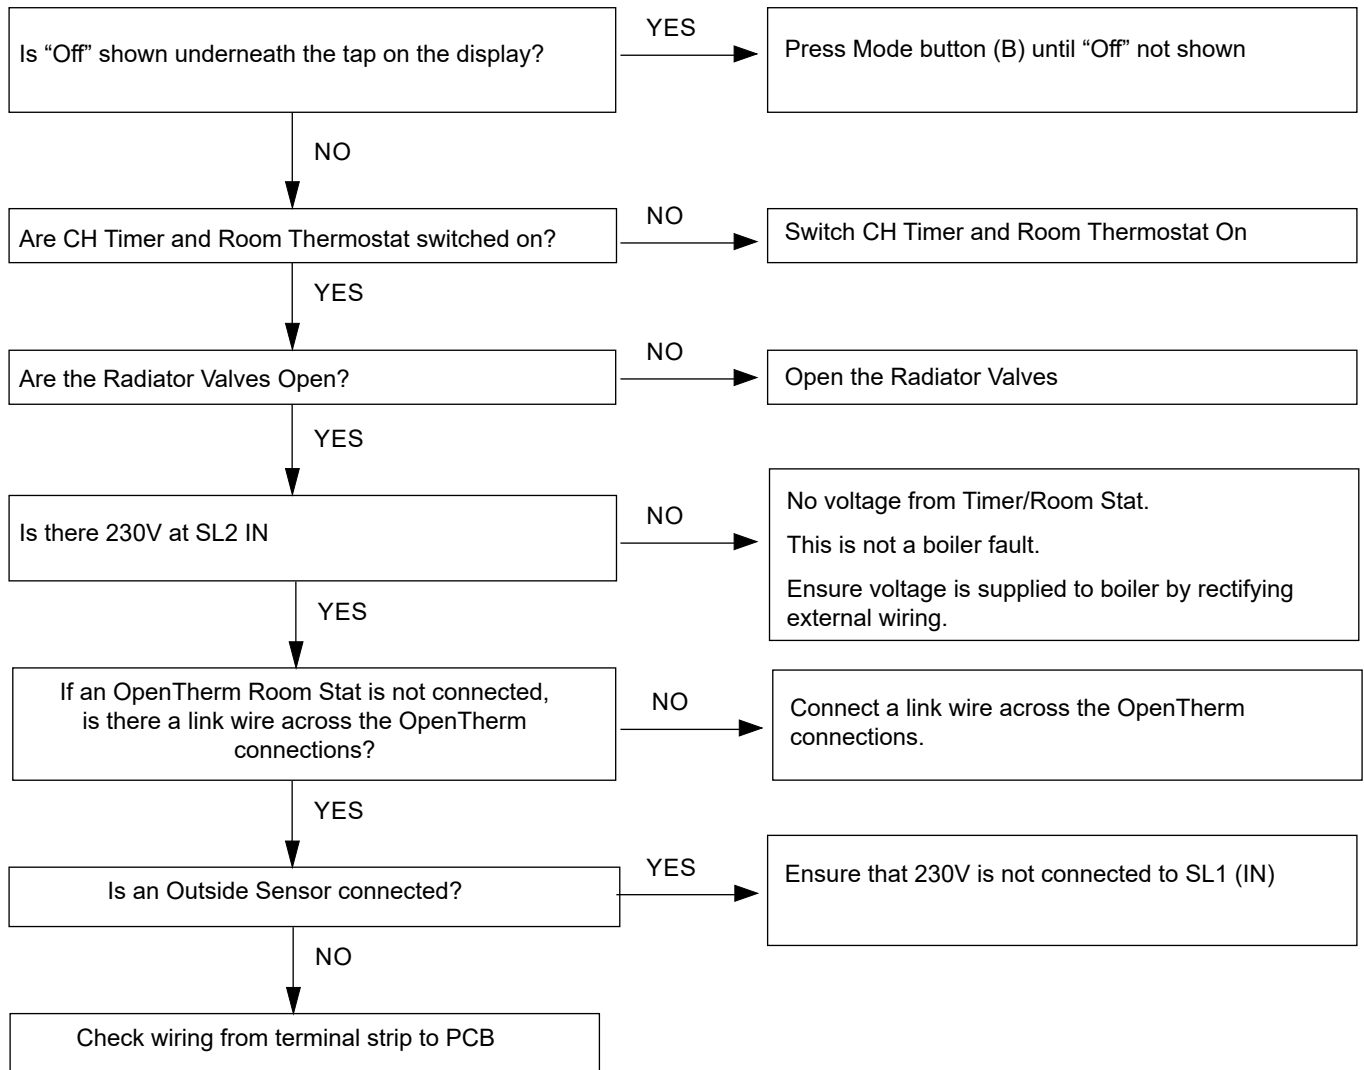 Is “Off” shown underneath the tap on the display?
YES
Press Mode button (B) until “Off” not shown
NO
Are CH Timer and Room Thermostat switched on?
NO
Switch CH Timer and Room Thermostat On
YES
Are the Radiator Valves Open?
NO
Open the Radiator Valves
YES
Is there 230V at SL2 IN
NO
No voltage from Timer/Room Stat.
This is not a boiler fault.
Ensure voltage is supplied to boiler by rectifying
external wiring.
YES
If an OpenTherm Room Stat is not connected,
is there a link wire across the OpenTherm
connections?
NO
Connect a link wire across the OpenTherm
connections.
YES
Is an Outside Sensor connected?
YES
Ensure that 230V is not connected to SL1 (IN)
NO
Check wiring from terminal strip to PCB